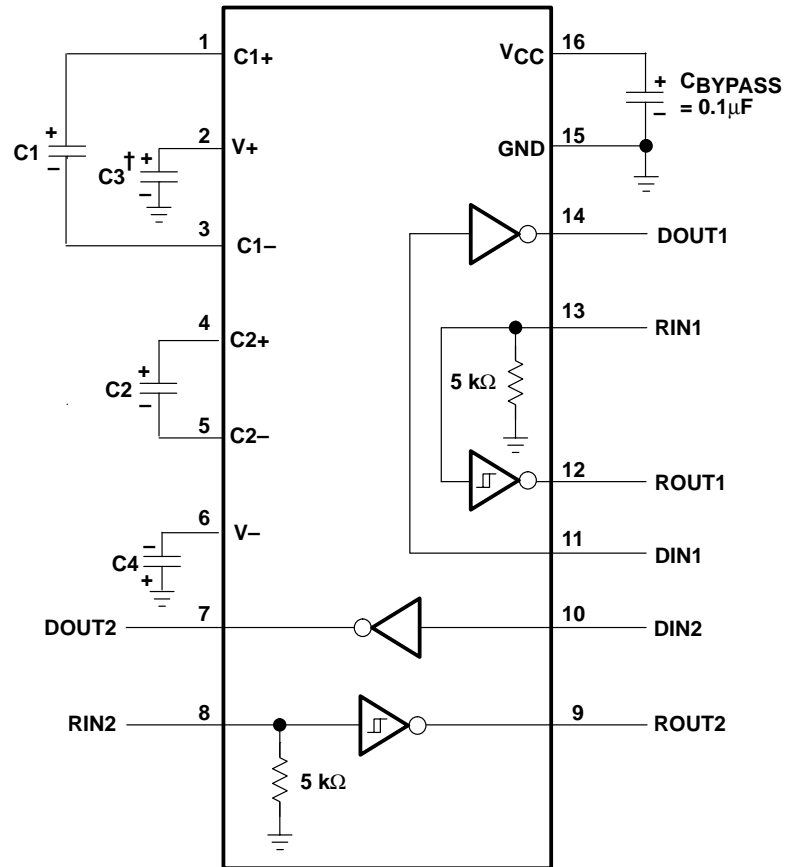 1
C1+
C1
+
–
2
V+
C3
†
+
–
3
C1–
4
C2+
C2
+
–
5
C2–
6
V–
C4
–
+
DOUT2
7
RIN2
8
5 kΩ
VCC
16
+
–
CBYPASS
= 0.1µF
GND
15
14
DOUT1
13
RIN1
5 kΩ
12
ROUT1
11
DIN1
10
DIN2
9
ROUT2